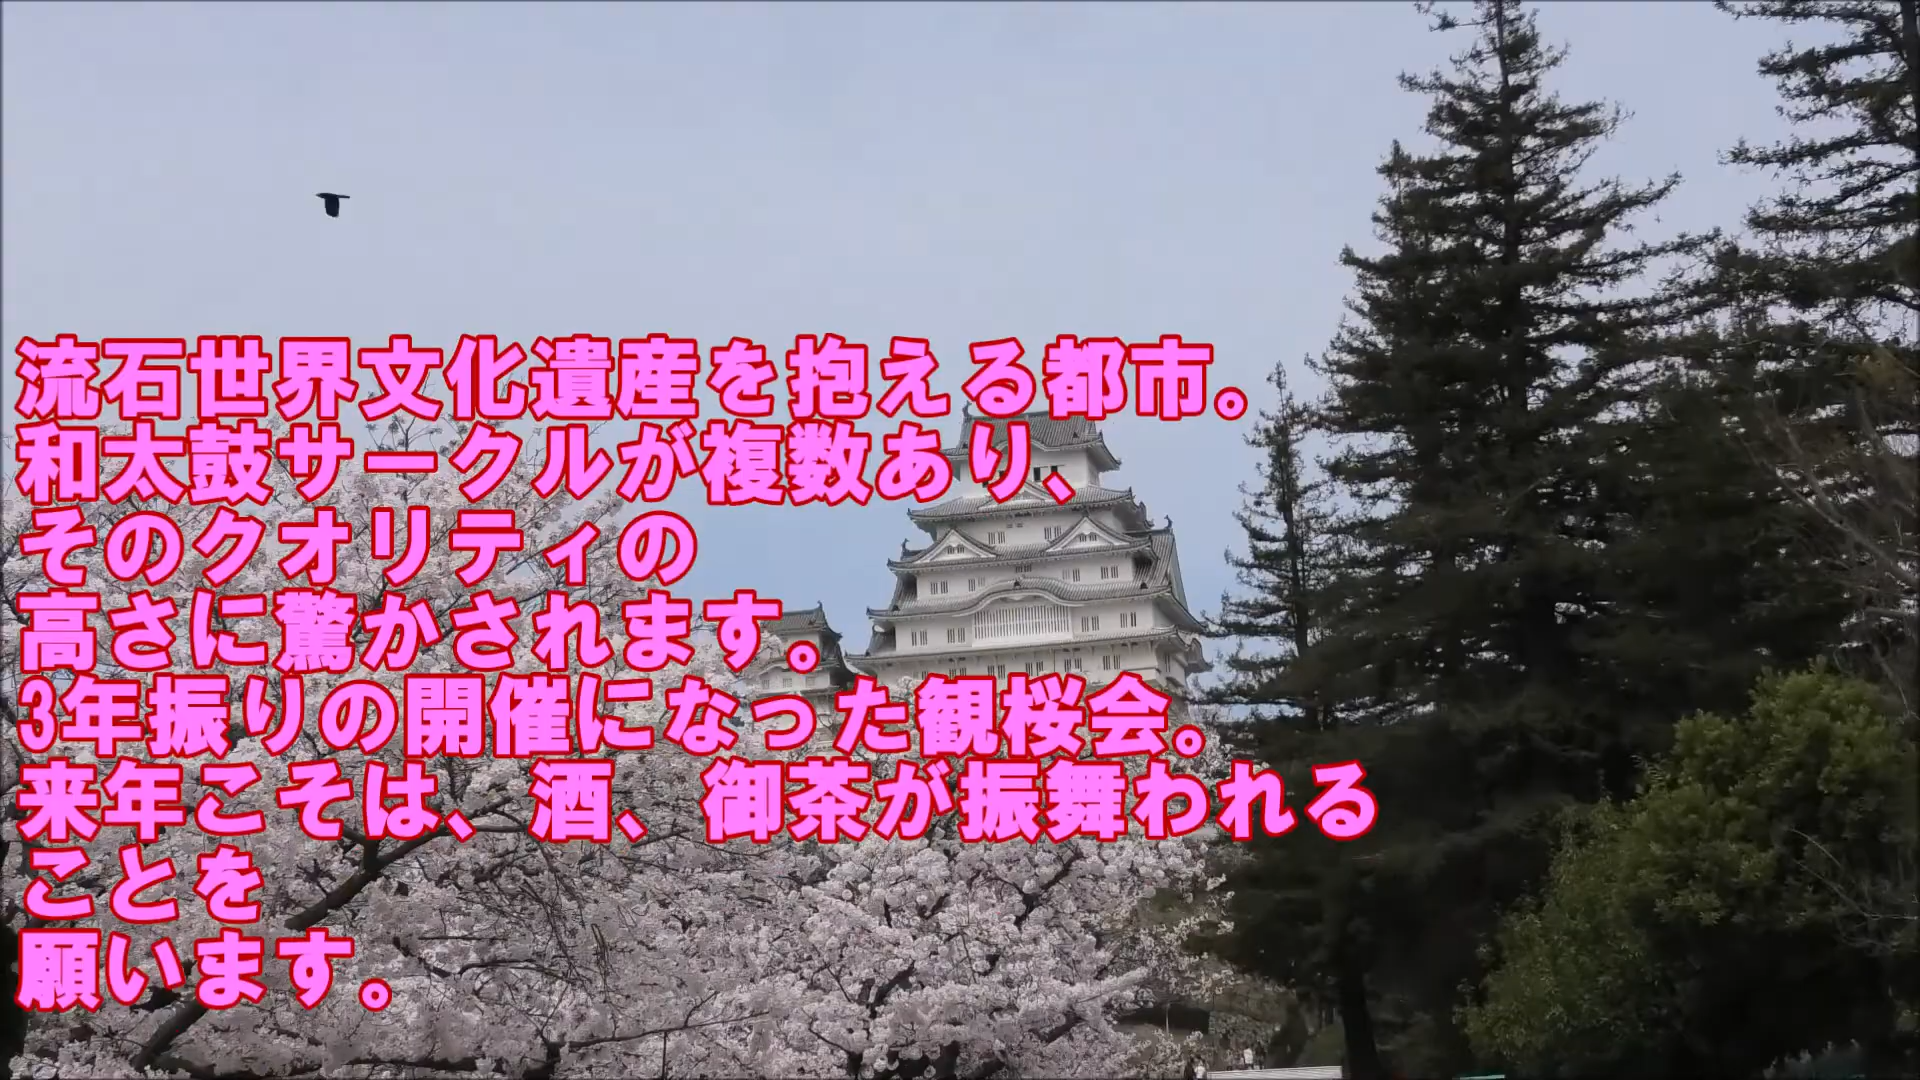 流石世界文化遺産を抱える都市。
和太鼓サークルが複数あり、
そのクオリティの
高さに驚かされます。
3年振りの開催になった観桜会。
来年こそは、酒、御茶が振舞われる
ことを
願います。